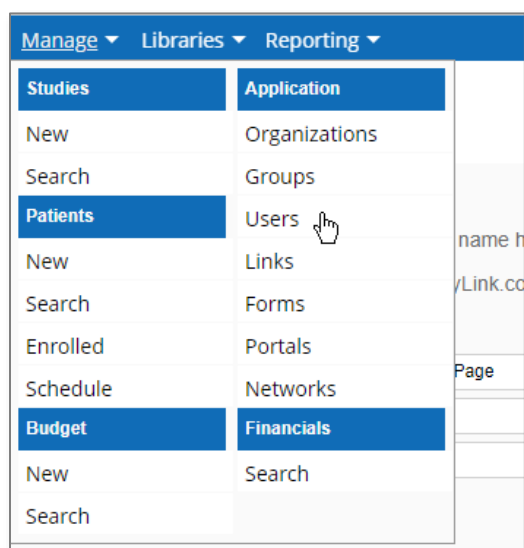 Manage Libraries Reporting
Studies
New
Search
Patients
New
Search
Enrolled
Schedule
Budget
New
Search
Application
Organizations
Groups
Users
Links
Forms
Portals
Networks
Financials
Search
name h
yLink.co
Page